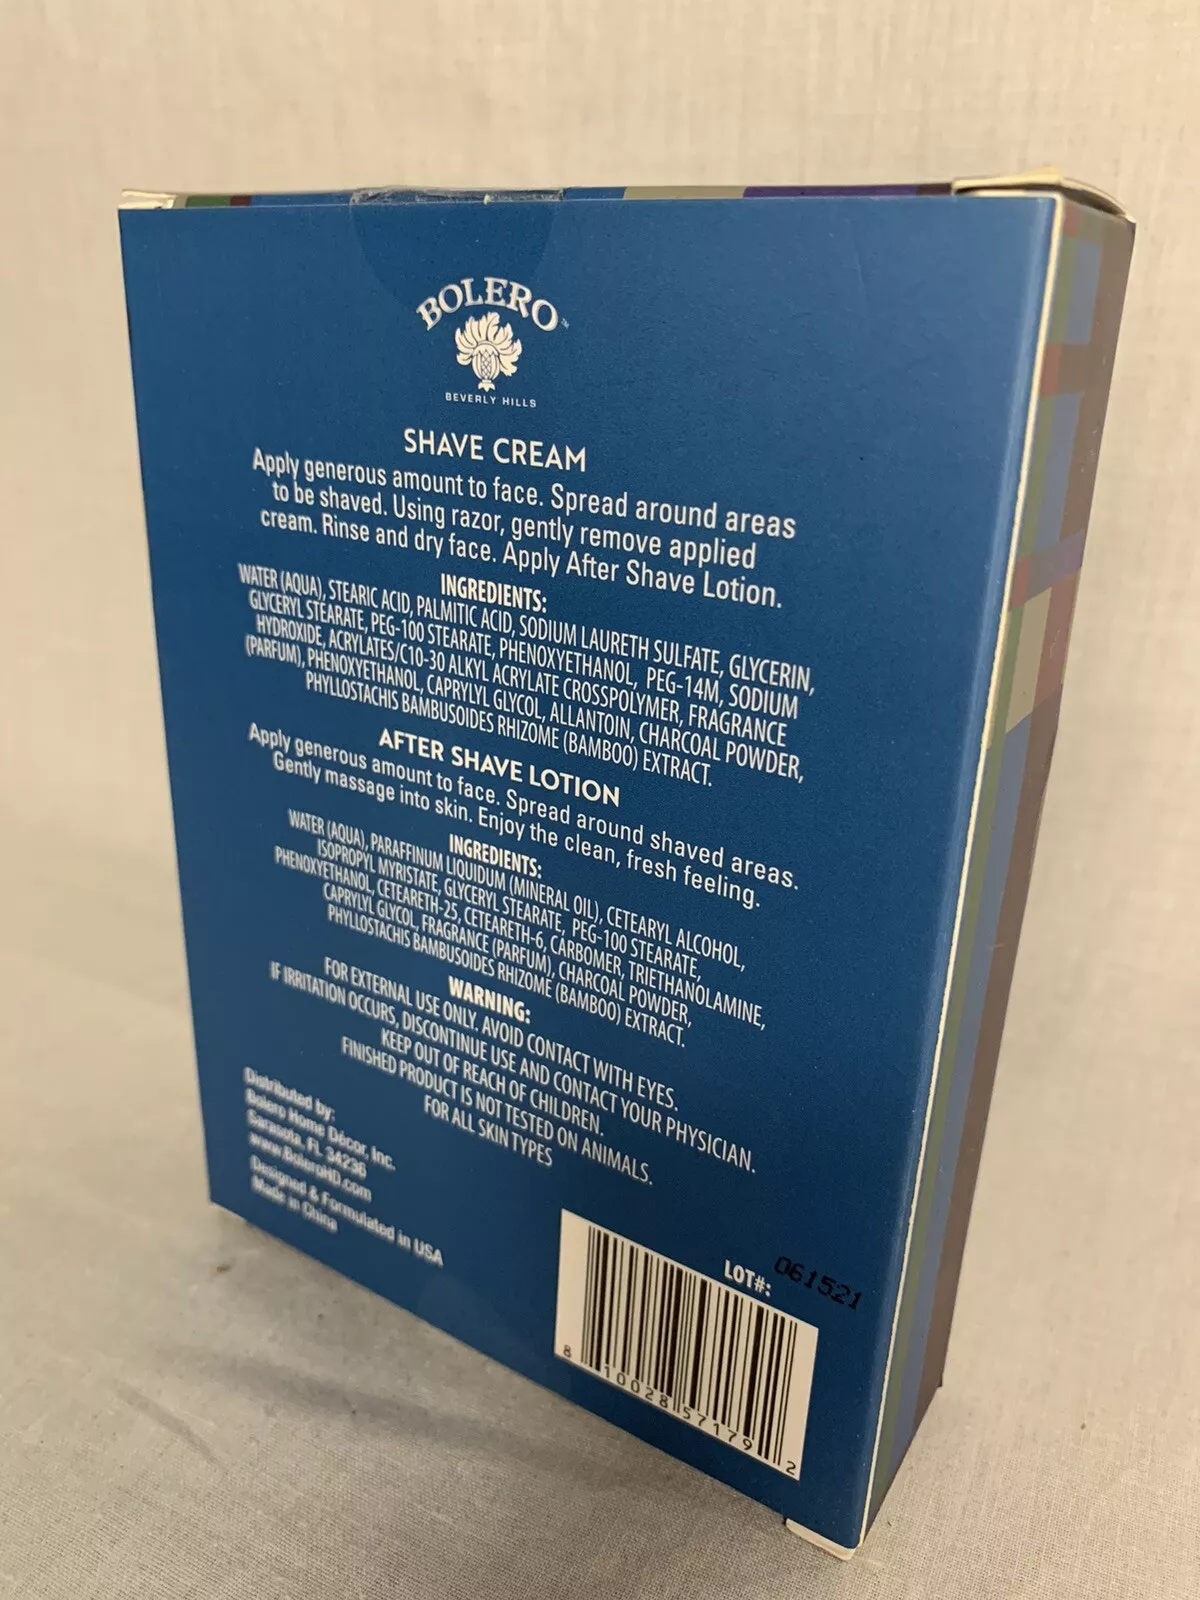 BOLERO™
BEVERLY HILLS
SHAVE CREAM
Apply generous amount to face. Spread around areas
to be shaved. Using razor, gently remove applied
cream. Rinse and dry face. Apply After Shave Lotion.
INGREDIENTS:
WATER (AQUA), STEARIC ACID, PALMITIC ACID, SODIUM LAURETH SULFATE, GLYCERIN,
GLYCERYL STEARATE, PEG-100 STEARATE, PHENOXYETHANOL, PEG-14M, SODIUM
HYDROXIDE, ACRYLATES/C10-30 ALKYL ACRYLATE CROSSPOLYMER, FRAGRANCE
(PARFUM), PHENOXYETHANOL, CAPRYLYL GLYCOL, ALLANTOIN, CHARCOAL POWDER,
PHYLLOSTACHIS BAMBUSOIDES RHIZOME (BAMBOO) EXTRACT.
AFTER SHAVE LOTION
Apply generous amount to face. Spread around shaved areas.
Gently massage into skin. Enjoy the clean, fresh feeling.
INGREDIENTS:
WATER (AQUA), PARAFFINUM LIQUIDUM (MINERAL OIL), CETEARYL ALCOHOL,
ISOPROPYL MYRISTATE, GLYCERYL STEARATE, PEG-100 STEARATE,
PHENOXYETHANOL, CETEARETH-25, CETEARETH-6, CARBOMER, TRIETHANOLAMINE,
CAPRYLYL GLYCOL, FRAGRANCE (PARFUM), CHARCOAL POWDER,
PHYLLOSTACHIS BAMBUSOIDES RHIZOME (BAMBOO) EXTRACT.
WARNING:
FOR EXTERNAL USE ONLY. AVOID CONTACT WITH EYES.
IF IRRITATION OCCURS, DISCONTINUE USE AND CONTACT YOUR PHYSICIAN.
KEEP OUT OF REACH OF CHILDREN.
FINISHED PRODUCT IS NOT TESTED ON ANIMALS.
FOR ALL SKIN TYPES
Distributed by:
Bolero Home Décor, Inc.
Sarasota, FL 34236
www.BoleroHD.com
Designed & Formulated in USA
Made in China
LOT#: 061521
8 10028 57179 2